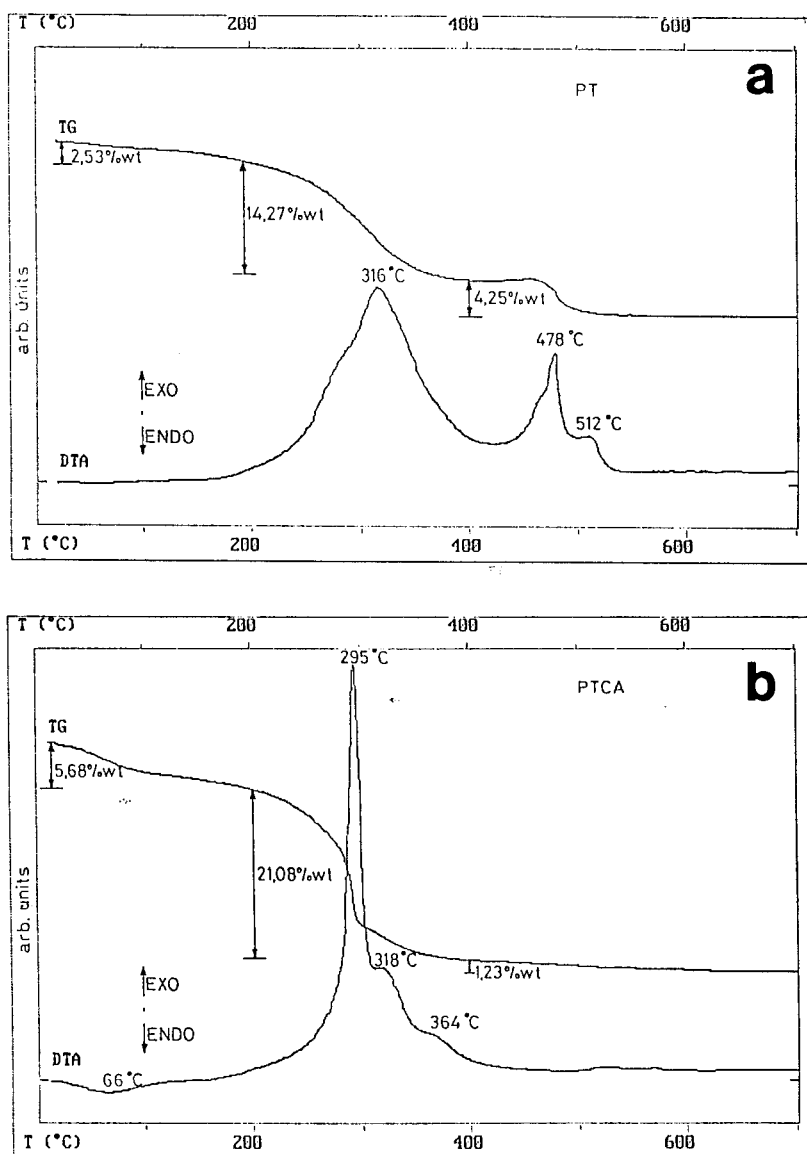 T (°C) 200 400 600
a
PT
TG
2,53%wt
14,27%wt
316°C
4,25%wt
arb. units
478°C
EXO
512°C
ENDO
DTA
T (°C) 200 400 600
T (°C) 200 400 600
295°C
b
PTCA
TG
5,68%wt
21,08%wt
arb. units
318°C
1,23%wt
EXO
364°C
ENDO
DTA
66°C
T (°C) 200 400 600